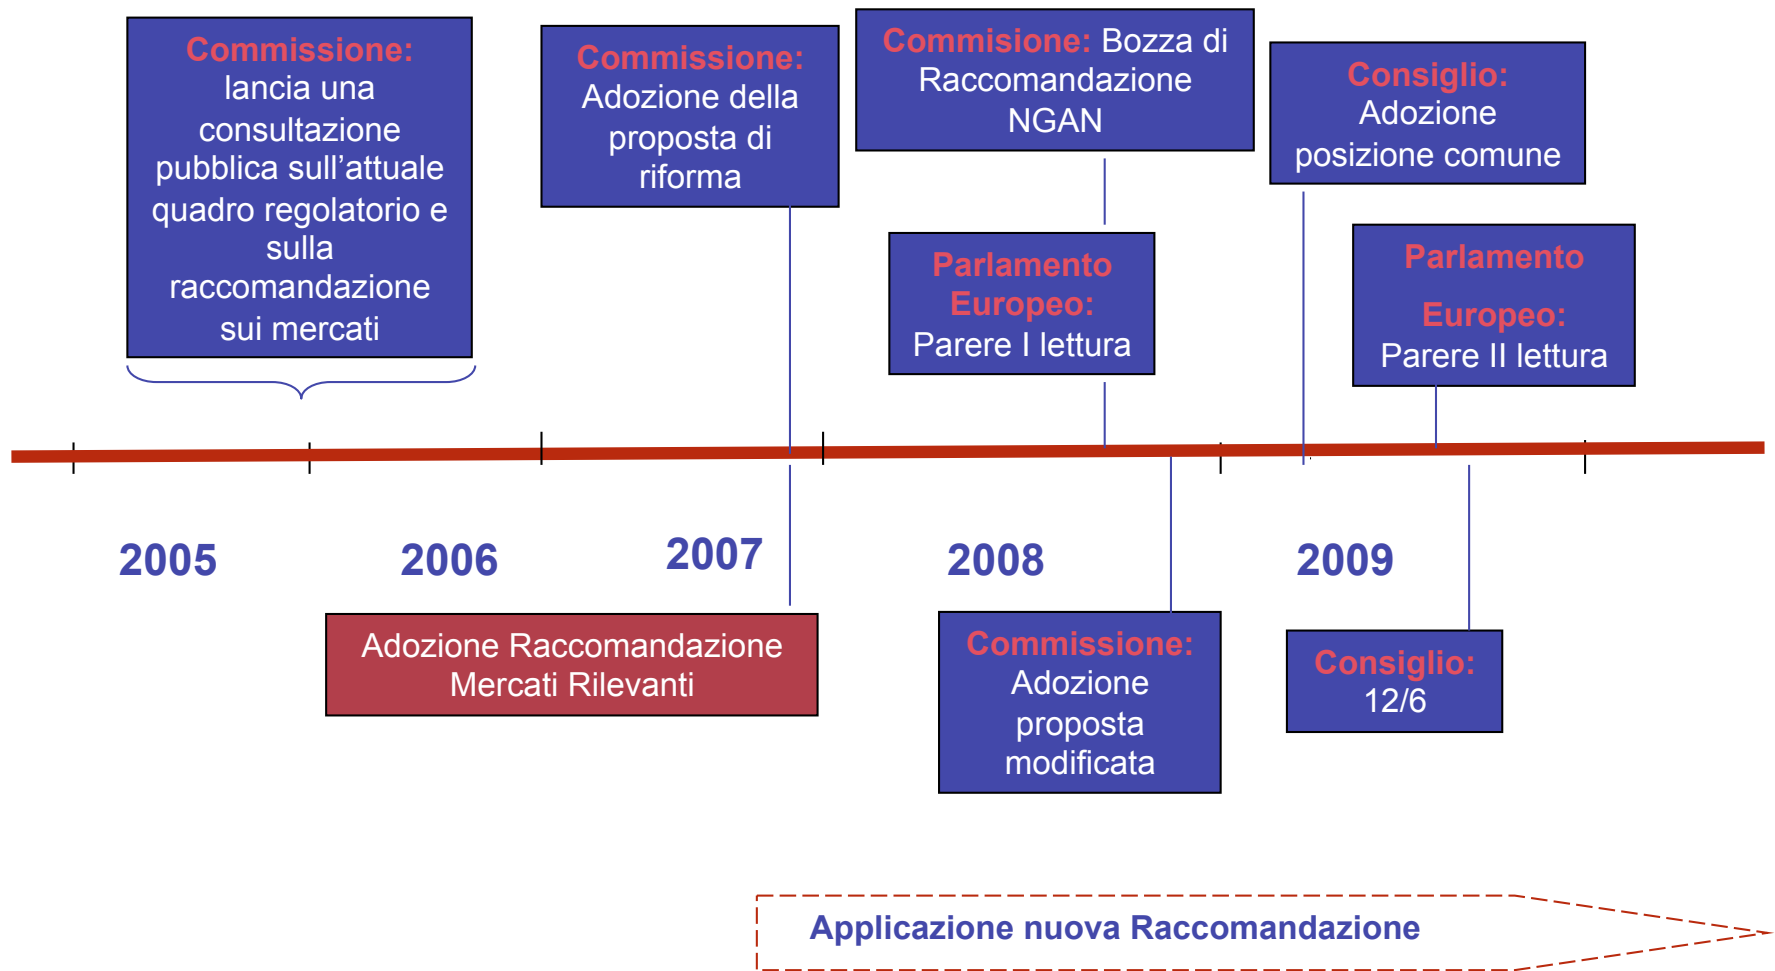 Commissione:
lancia una
consultazione
pubblica sull’attuale
quadro regolatorio e
sulla
raccomandazione
sui mercati
Commissione:
Adozione della
proposta di
riforma
Commisione: Bozza di
Raccomandazione
NGAN
Consiglio:
Adozione
posizione comune
Parlamento
Europeo:
Parere I lettura
Parlamento
Europeo:
Parere II lettura
2005
2006
2007
2008
2009
Adozione Raccomandazione
Mercati Rilevanti
Commissione:
Adozione
proposta
modificata
Consiglio:
12/6
Applicazione nuova Raccomandazione